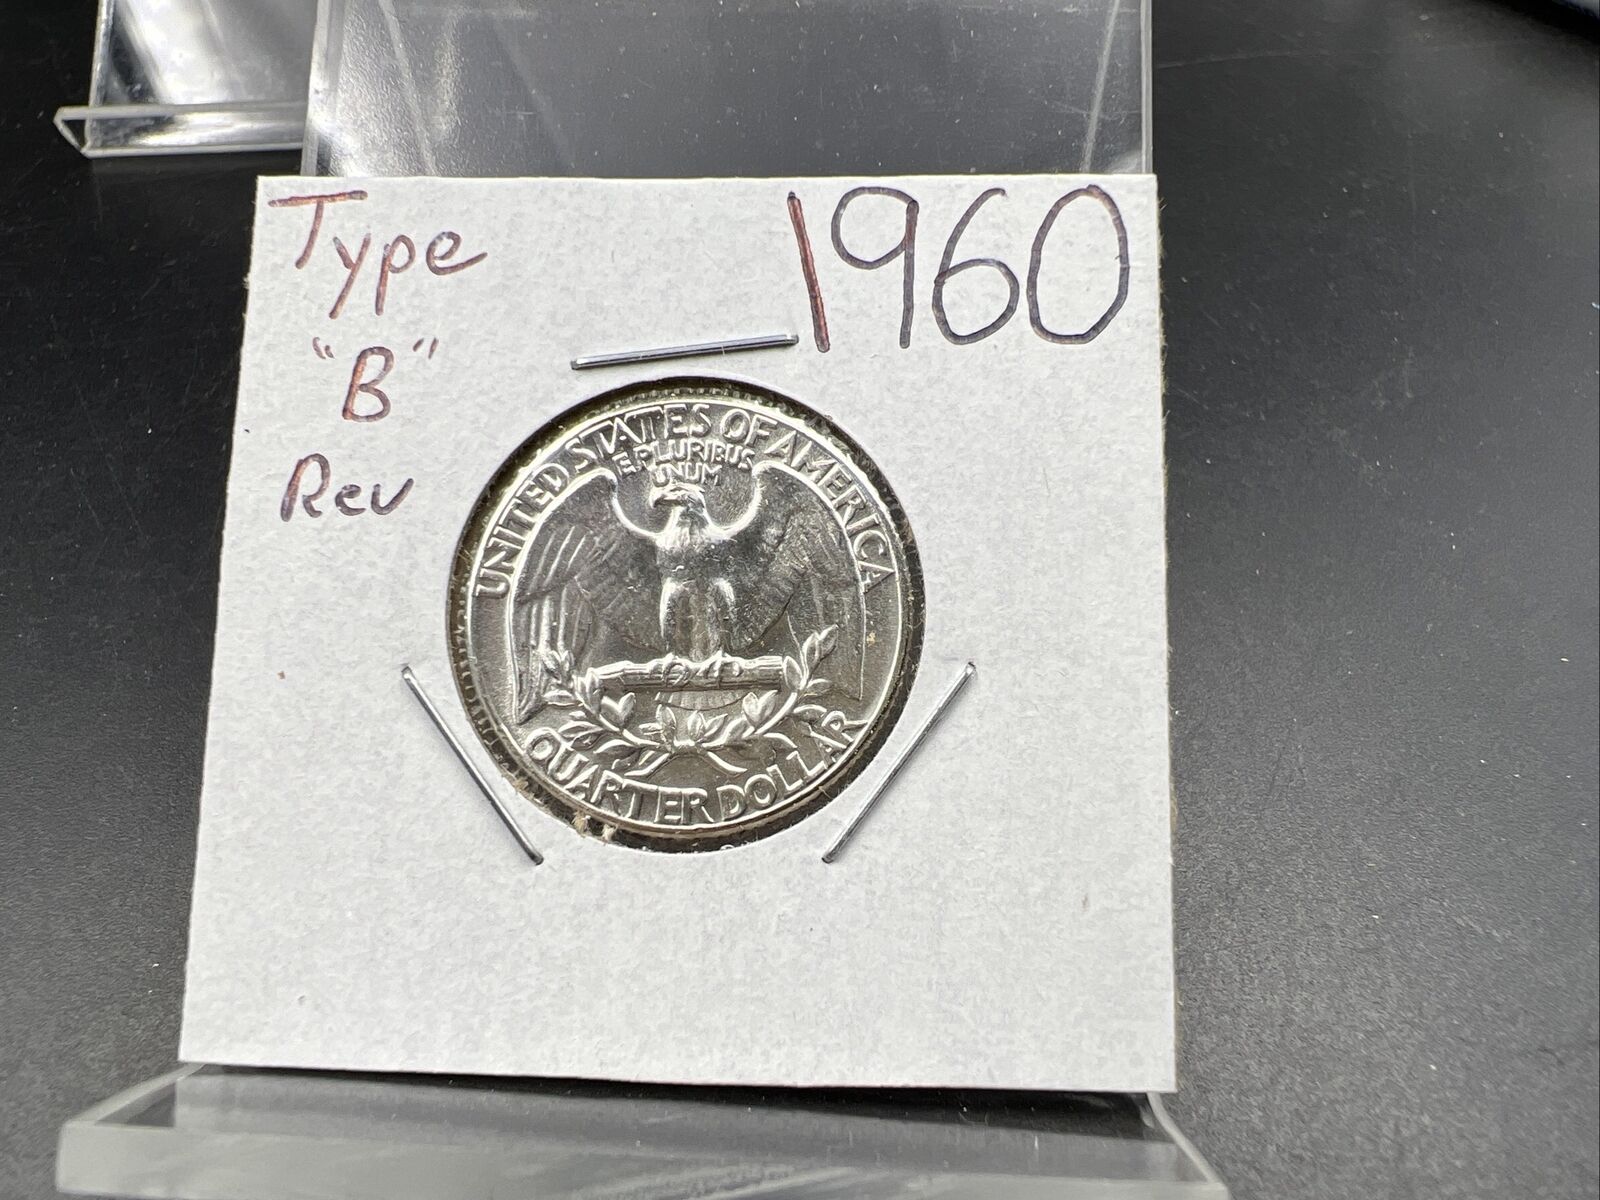 Type
"B"
Rev
1960
UNITED STATES OF AMERICA
E PLURIBUS
UNUM
QUARTER DOLLAR